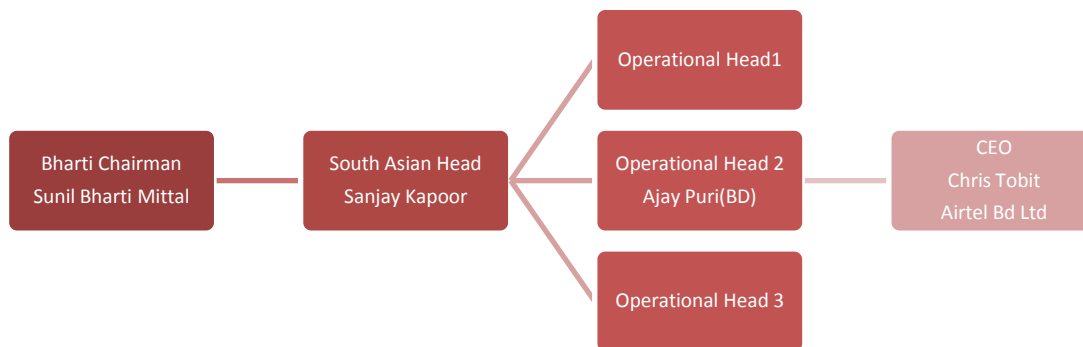 Bharti Chairman
Sunil Bharti Mittal
South Asian Head
Sanjay Kapoor
Operational Head1
Operational Head 2
Ajay Puri(BD)
Operational Head 3
CEO
Chris Tobit
Airtel Bd Ltd